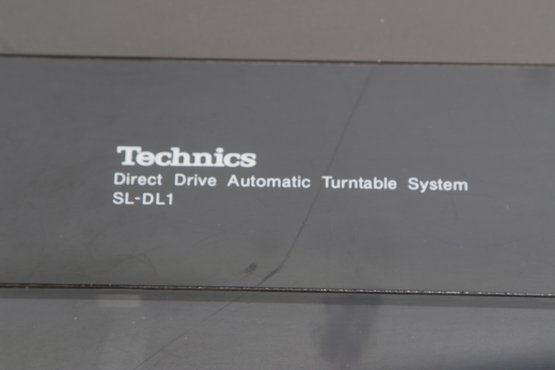 Technics
Direct Drive Automatic Turntable System
SL-DL1